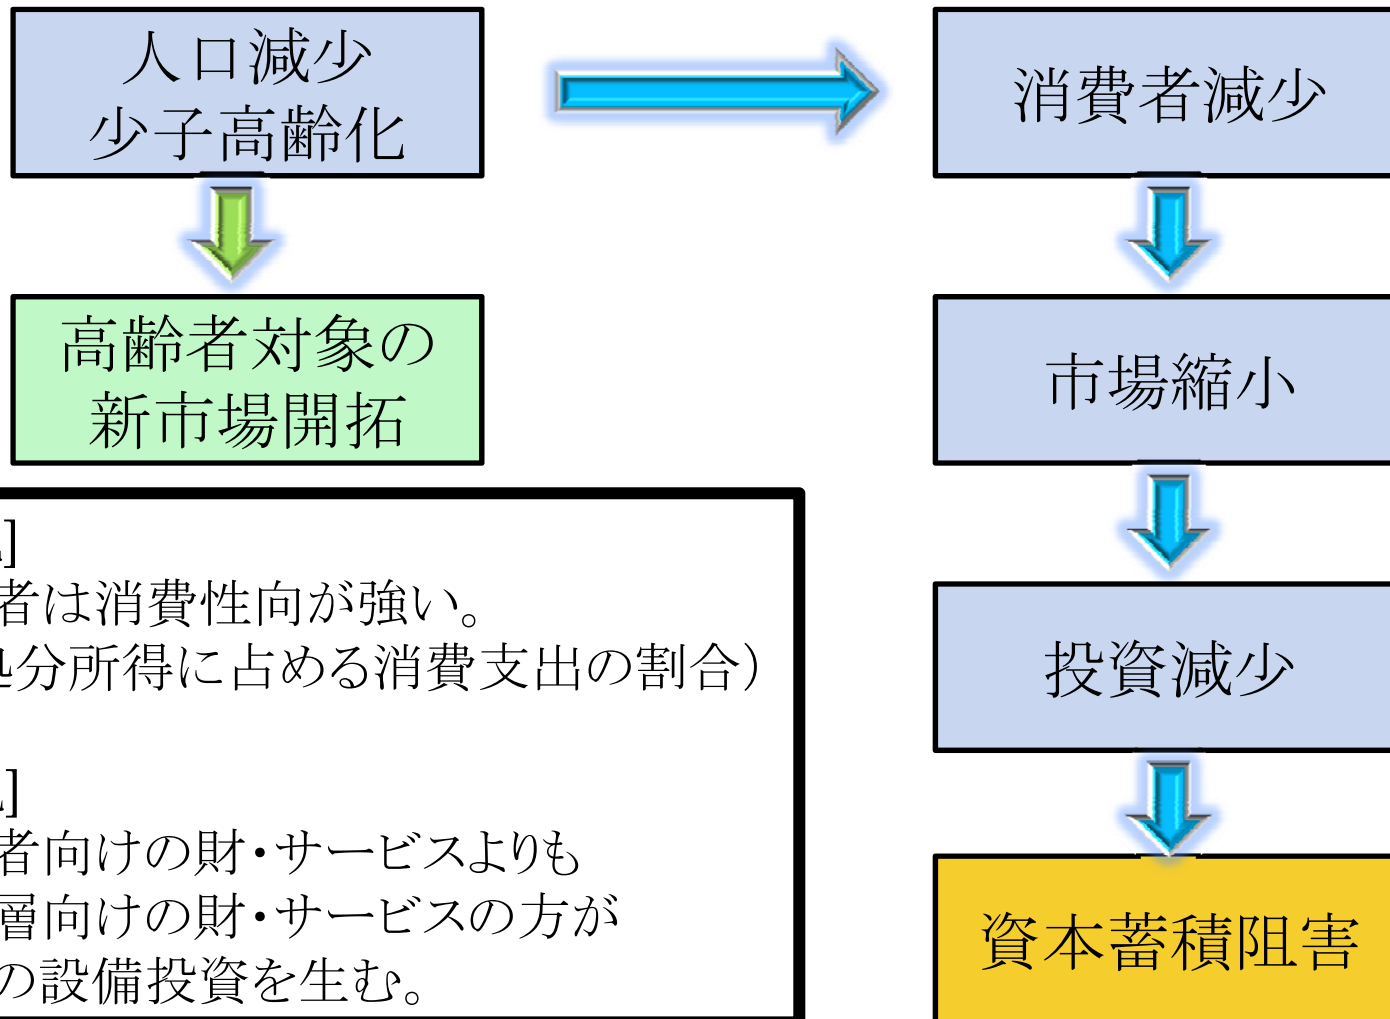 人口減少
少子高齢化
消費者減少
高齢者対象の
新市場開拓
市場縮小
]
者は消費性向が強い。
処分所得に占める消費支出の割合）
投資減少
]
者向けの財・サービスよりも
層向けの財・サービスの方が
の設備投資を生む。
資本蓄積阻害